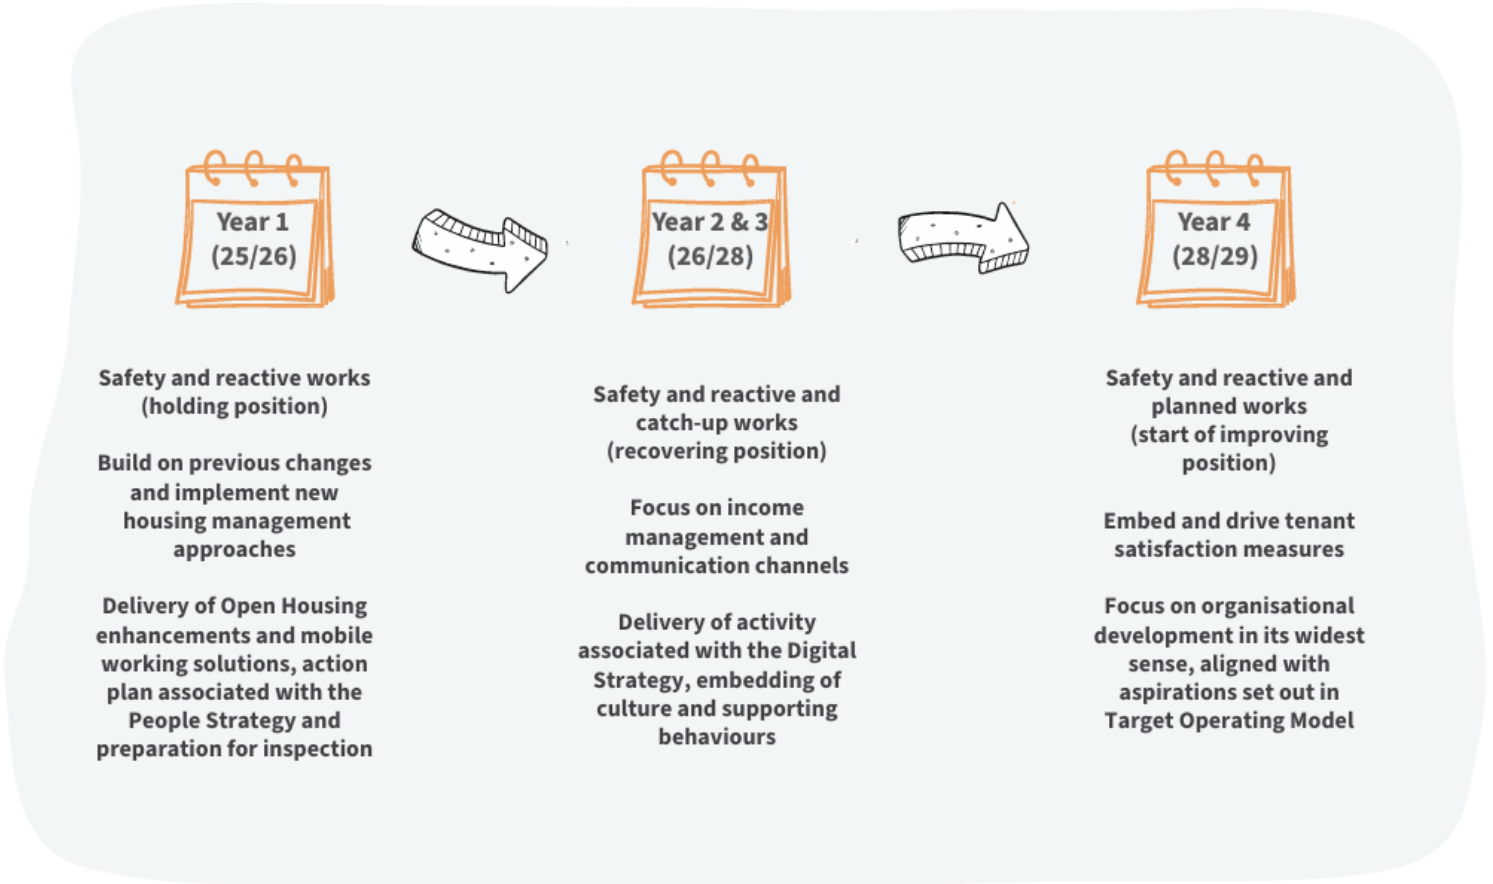 Year 1
(25/26)
Year 2 & 3
(26/28)
Year 4
(28/29)
Safety and reactive works
(holding position)
Build on previous changes
and implement new
housing management
approaches
Delivery of Open Housing
enhancements and mobile
working solutions, action
plan associated with the
People Strategy and
preparation for inspection
Safety and reactive and
catch-up works
(recovering position)
Focus on income
management and
communication channels
Delivery of activity
associated with the Digital
Strategy, embedding of
culture and supporting
behaviours
Safety and reactive and
planned works
(start of improving
position)
Embed and drive tenant
satisfaction measures
Focus on organisational
development in its widest
sense, aligned with
aspirations set out in
Target Operating Model